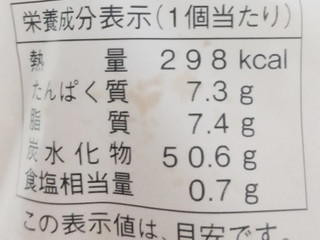 栄養成分表示(1個当たり)
熱量 298 kcal
たんぱく質 7.3 g
脂質 7.4 g
炭水化物 50.6 g
食塩相当量 0.7 g
この表示値は、目安です。